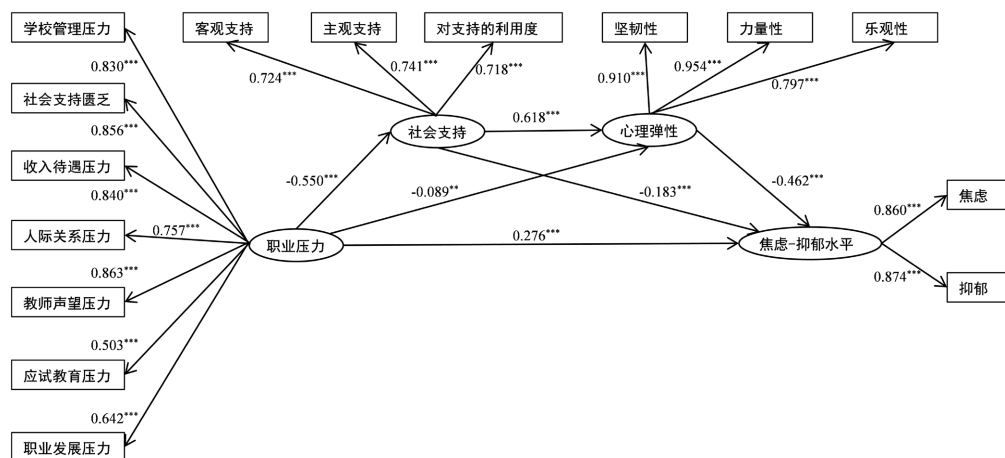 学校管理压力
客观支持
主观支持
对支持的利用度
坚韧性
力量性
乐观性
0.830***
0.724***
0.741***
0.718***
0.910***
0.954***
0.797***
社会支持匮乏
0.856***
社会支持
0.618***
心理弹性
收入待遇压力
0.840***
-0.550***
-0.089**
-0.183***
-0.462***
焦虑
人际关系压力
0.757***
职业压力
0.276***
焦虑-抑郁水平
0.860***
0.863***
0.874***
教师声望压力
抑郁
0.503***
应试教育压力
0.642***
职业发展压力